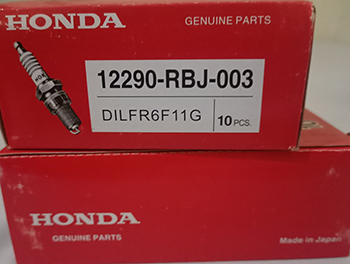 HONDA
GENUINE PARTS
12290-RBJ-003
DILFR6F11G
10 PCS.
HONDA
GENUINE PARTS
Made in Japan